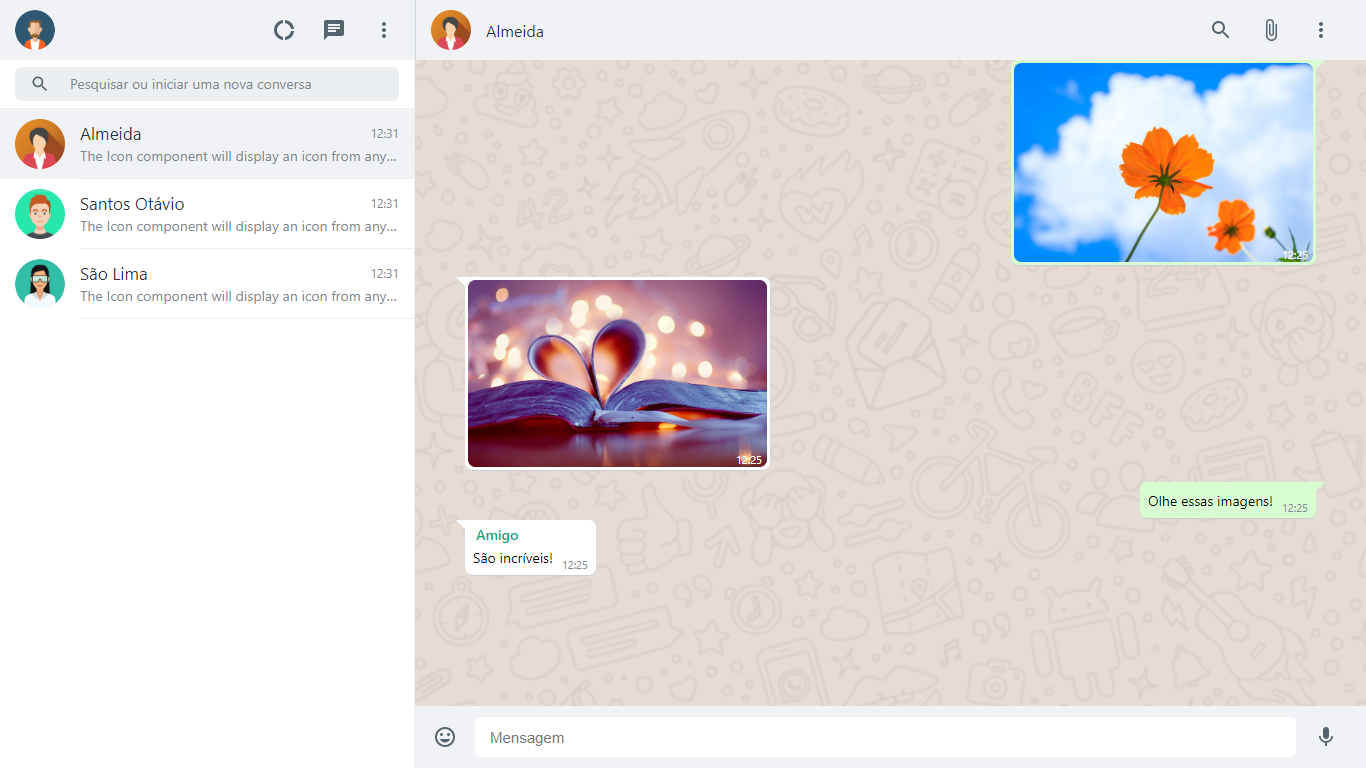 Almeida
Pesquisar ou iniciar uma nova conversa
Almeida 12:31
The Icon component will display an icon from any...
Santos Otávio 12:31
The Icon component will display an icon from any...
São Lima 12:31
The Icon component will display an icon from any...
12:25
12:25
Olhe essas imagens! 12:25
Amigo
São incríveis! 12:25
Mensagem